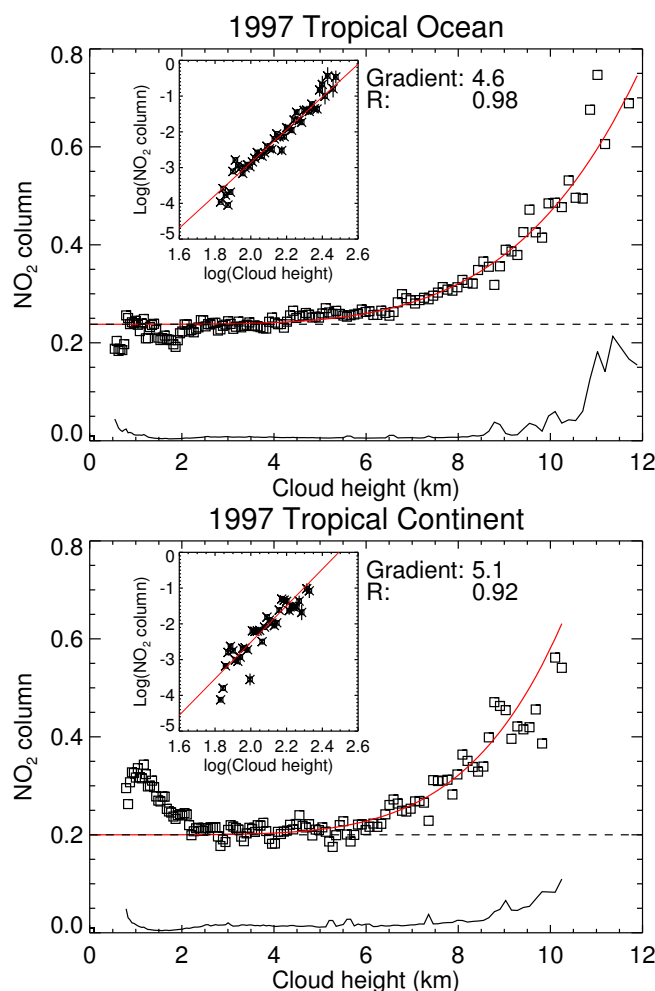 1997 Tropical Ocean
0.8
0.6
0.4
0.2
0.0
NO2 column
0 2 4 6 8 10 12
Cloud height (km)
Gradient: 4.6
R: 0.98
0
-1
-2
-3
-4
-5
Log(NO2 column)
1.6 1.8 2.0 2.2 2.4 2.6
log(Cloud height)
1997 Tropical Continent
0.8
0.6
0.4
0.2
0.0
NO2 column
0 2 4 6 8 10 12
Cloud height (km)
Gradient: 5.1
R: 0.92
0
-1
-2
-3
-4
-5
Log(NO2 column)
1.6 1.8 2.0 2.2 2.4 2.6
log(Cloud height)